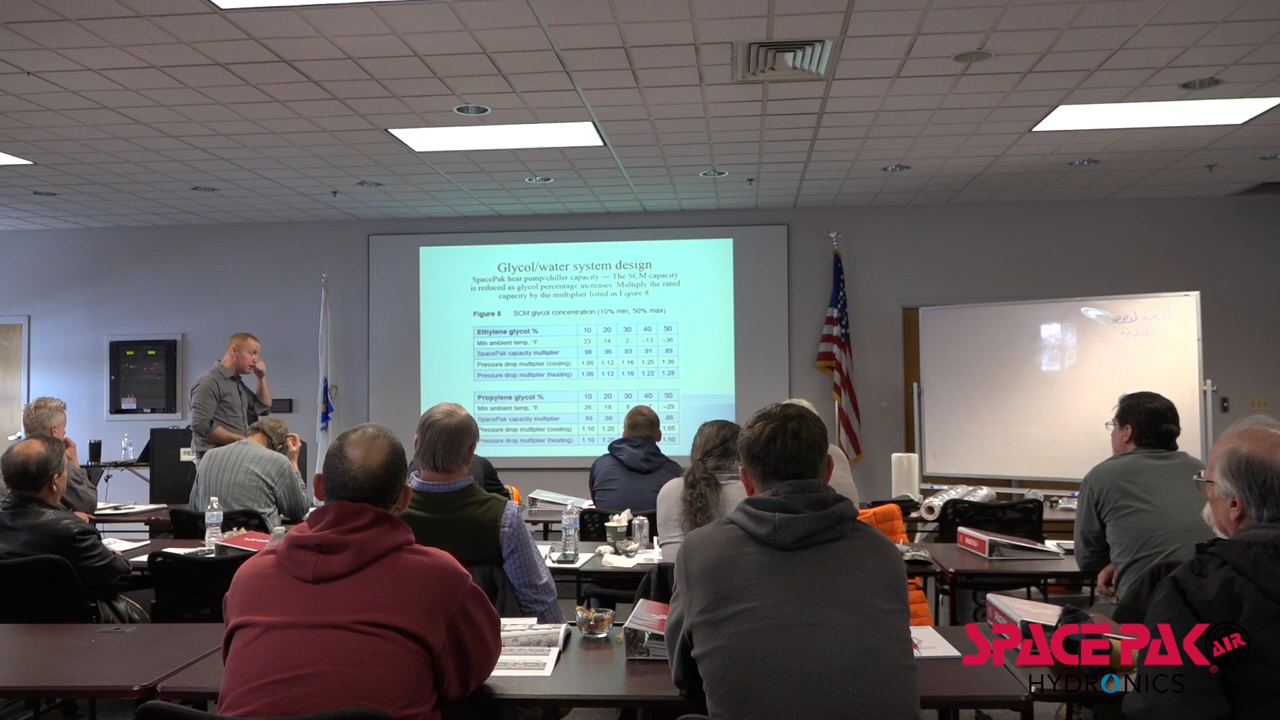 Glycol/water system design
SpacePak heat pump/chiller capacity — The SCM capacity
is reduced as glycol percentage increases. Multiply the rated
capacity by the multiplier listed in Figure 8
Figure 8 SCM glycol concentration (10% min, 50% max)
Ethylene glycol % 10 20 30 40 50
Min ambient temp, °F 23 14 2 –13 –36
SpacePak capacity multiplier .98 .96 .93 .91 .89
Pressure drop multiplier (cooling) 1.06 1.12 1.16 1.25 1.36
Pressure drop multiplier (heating) 1.06 1.12 1.16 1.22 1.28
Propylene glycol % 10 20 30 40 50
Min ambient temp, °F 26 18 8 –29
SpacePak capacity multiplier .99 .98
Pressure drop multiplier (cooling) 1.10 1.20 1.65
Pressure drop multiplier (heating) 1.10 1.50
SPACE PAK AIR
HYDRONICS